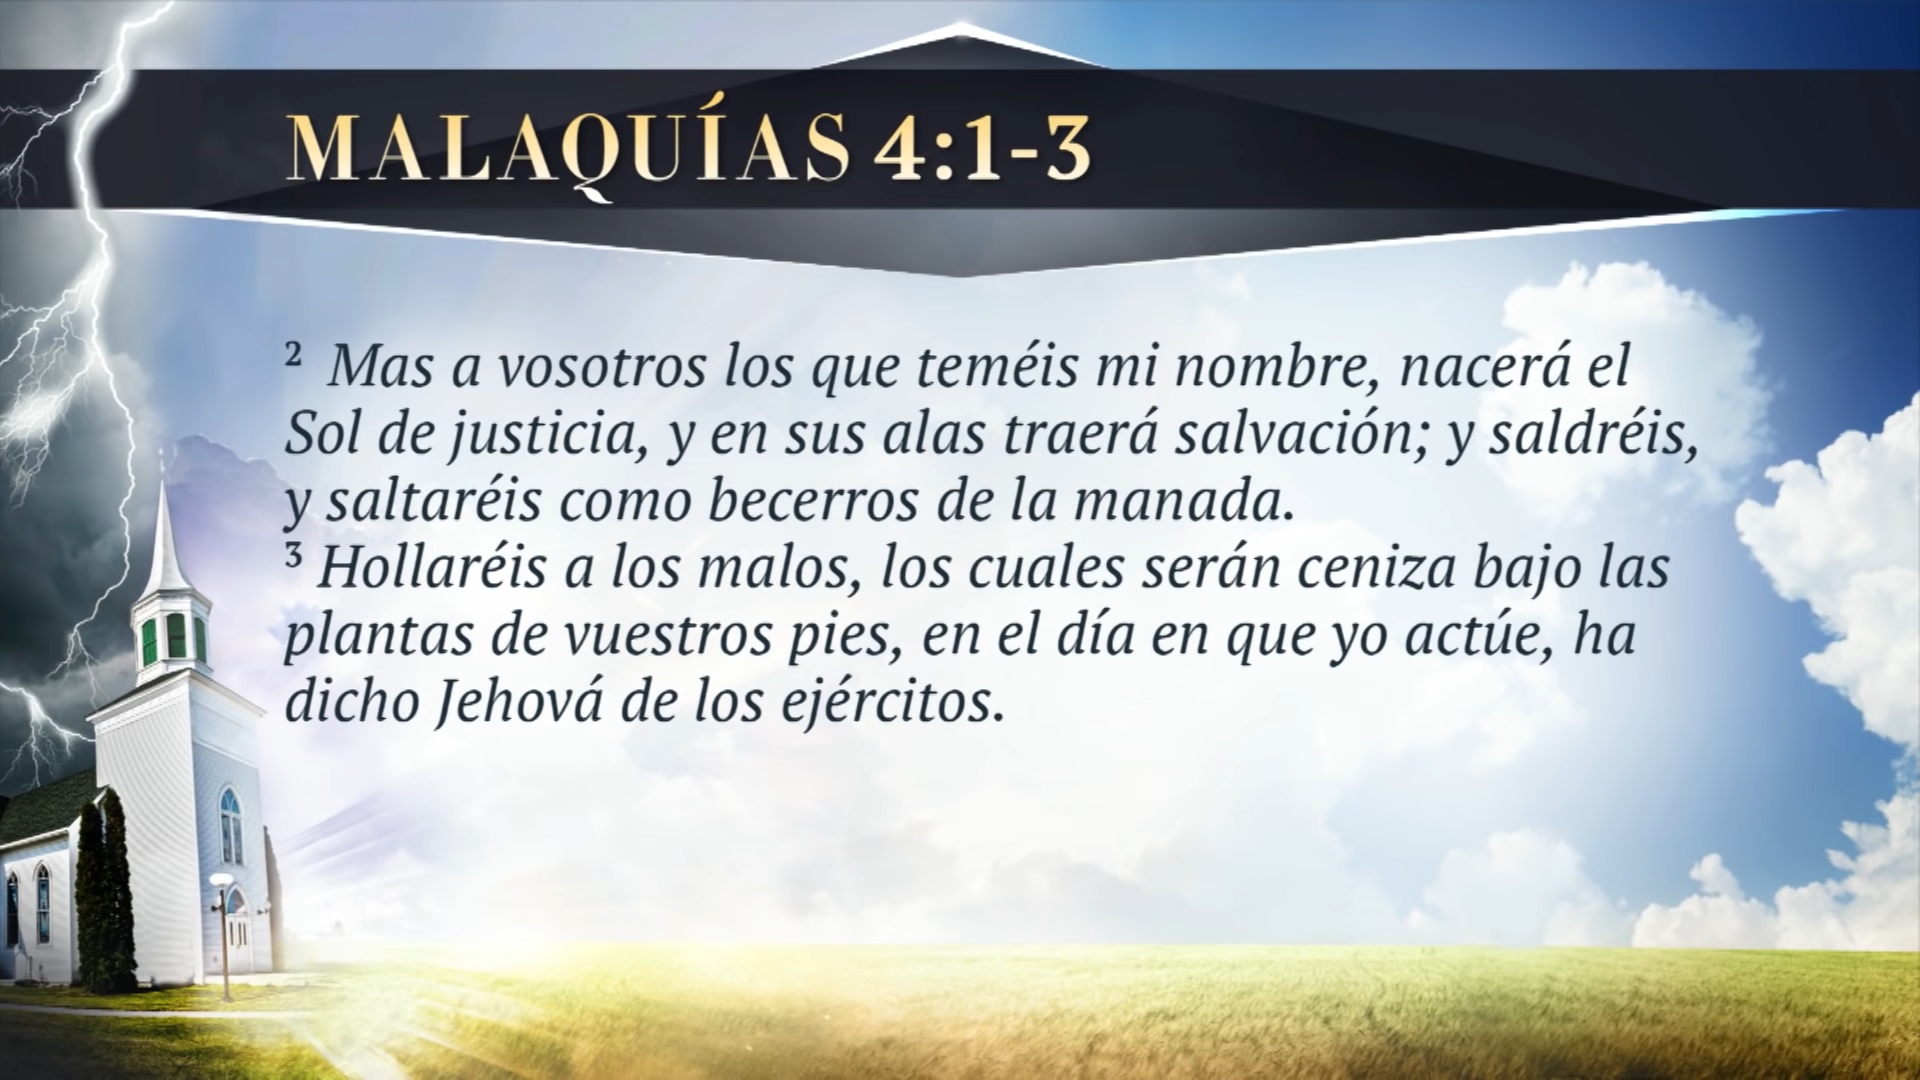 MALAQUÍAS 4:1-3
² Mas a vosotros los que teméis mi nombre, nacerá el
Sol de justicia, y en sus alas traerá salvación; y saldréis,
y saltaréis como becerros de la manada.
³ Hollaréis a los malos, los cuales serán ceniza bajo las
plantas de vuestros pies, en el día en que yo actúe, ha
dicho Jehová de los ejércitos.